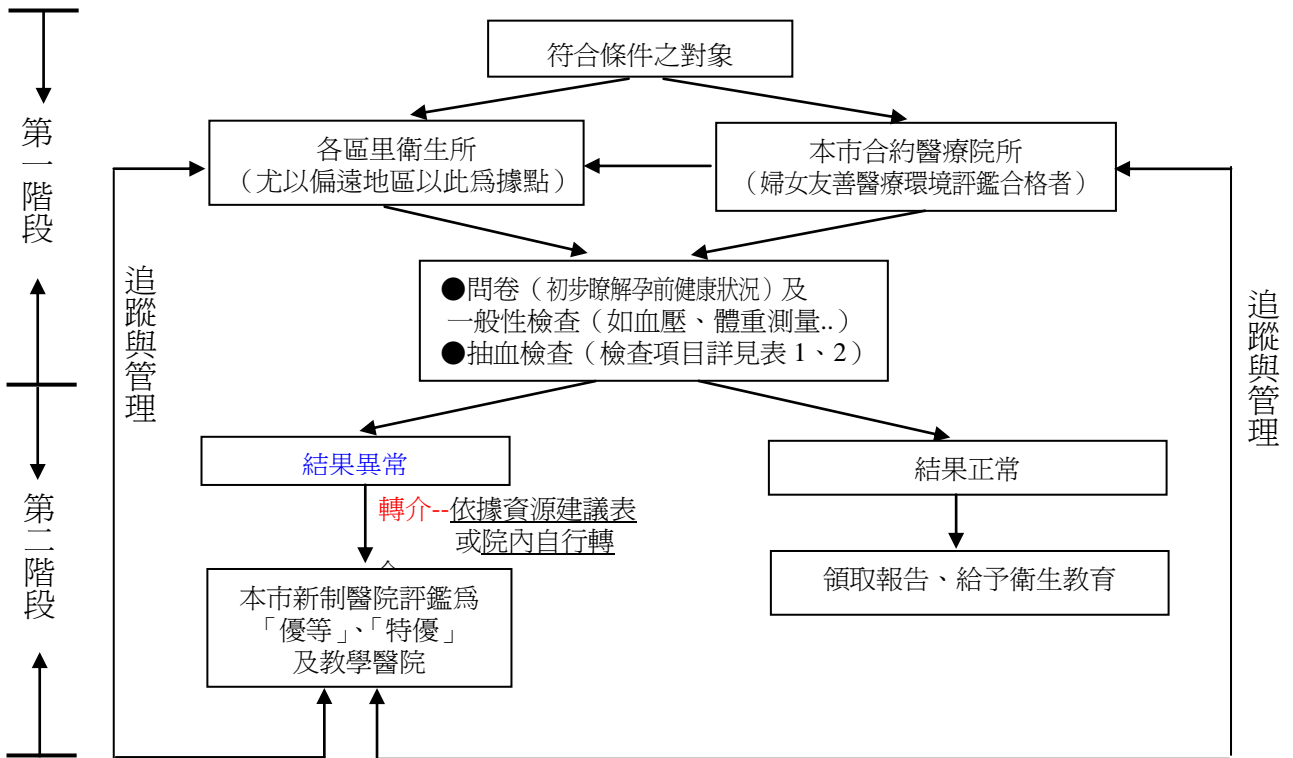 符合條件之對象
各區里衛生所
（尤以偏遠地區以此為據點）
本市合約醫療院所
（婦女友善醫療環境評鑑合格者）
第一階段
追蹤與管理
●問卷（初步瞭解孕前健康狀況）及
一般性檢查（如血壓、體重測量..）
●抽血檢查（檢查項目詳見表 1、2）
追蹤與管理
結果異常
結果正常
第二階段
轉介--依據資源建議表
或院內自行轉
領取報告、給予衛生教育
本市新制醫院評鑑為
「優等」、「特優」
及教學醫院